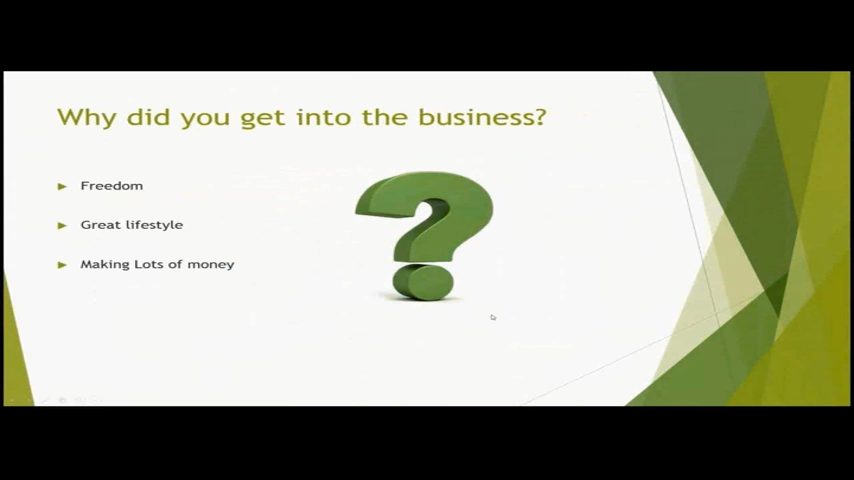 Why did you get into the business?
Freedom
Great lifestyle
Making Lots of money